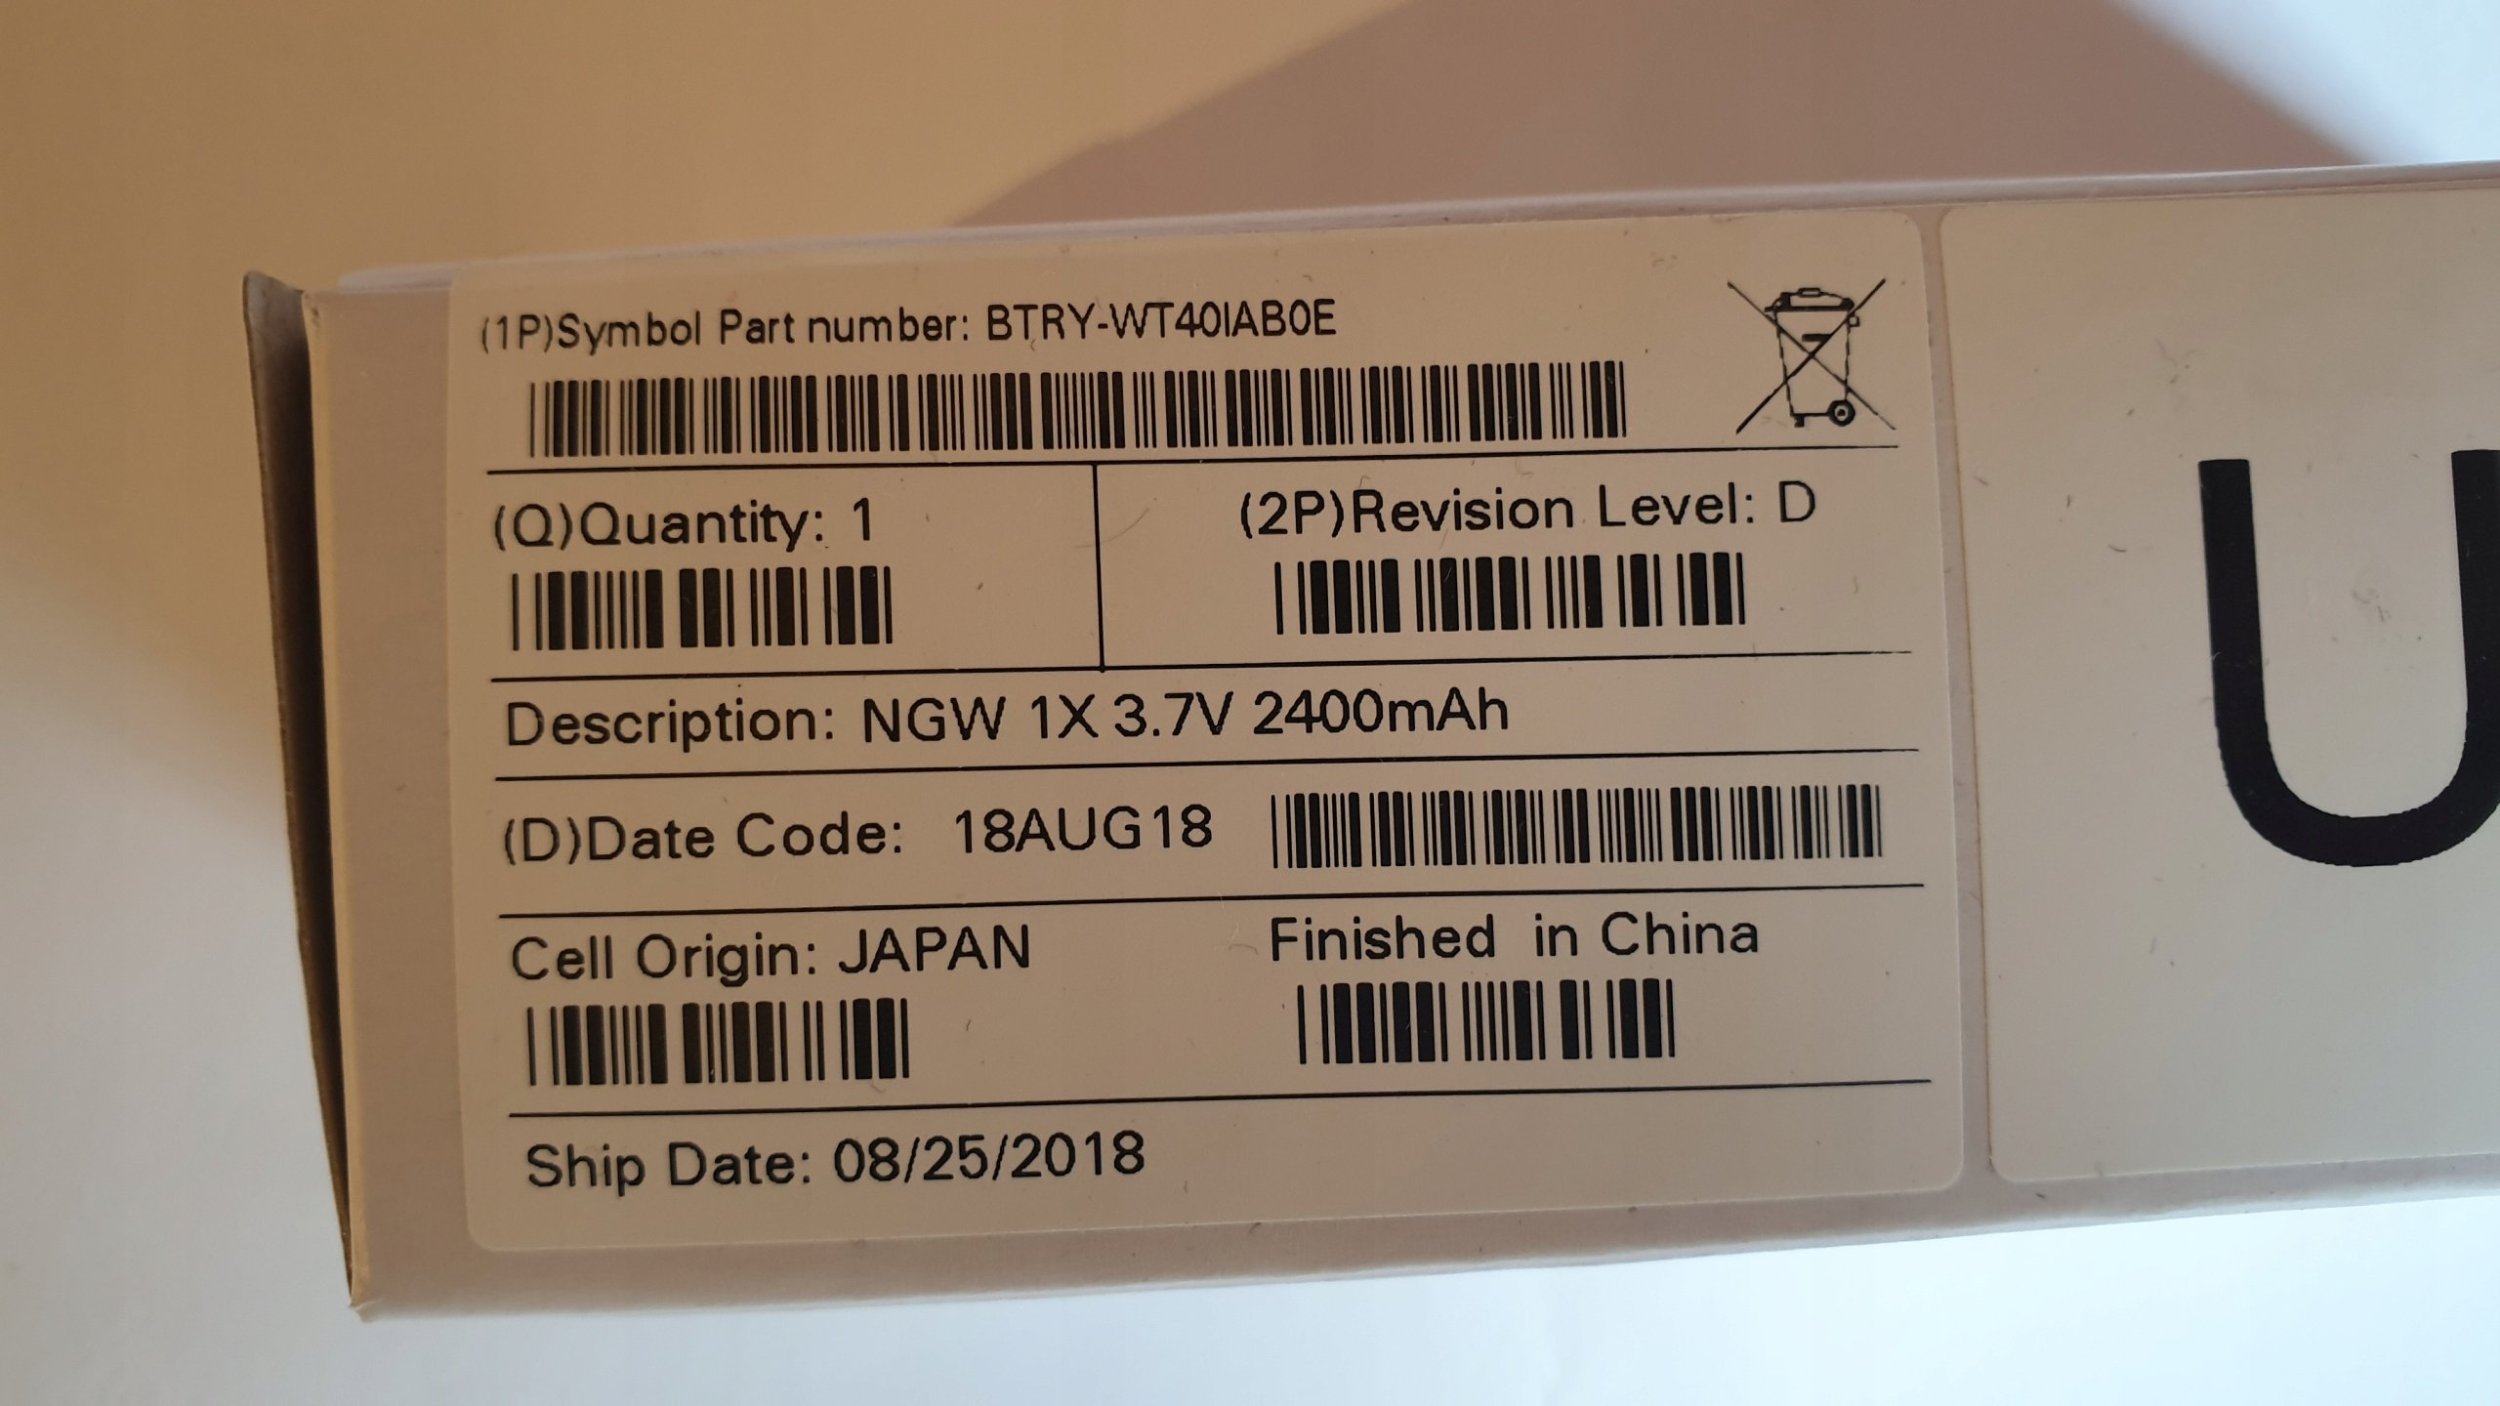 (1P)Symbol Part number: BTRY-WT40IAB0E
(Q)Quantity: 1
(2P)Revision Level: D
Description: NGW 1X 3.7V 2400mAh
(D)Date Code: 18AUG18
Cell Origin: JAPAN
Finished in China
Ship Date: 08/25/2018
U